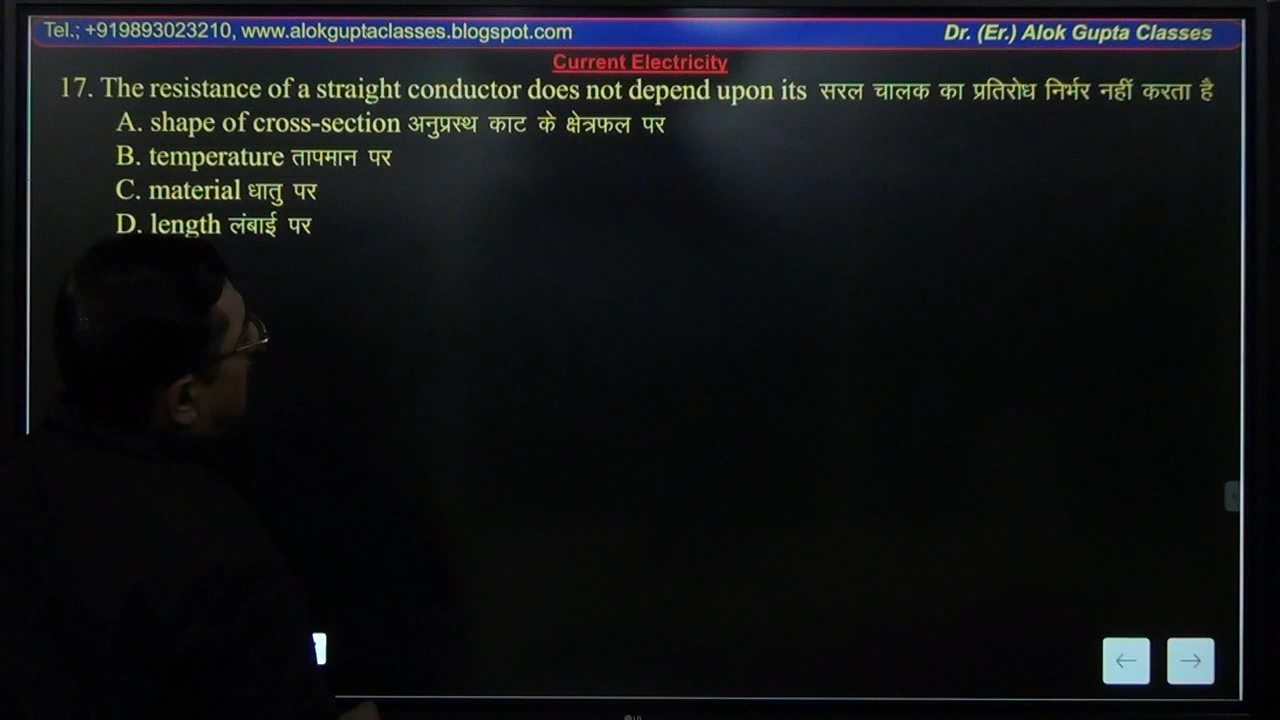 Tel.; +919893023210, www.alokguptaclasses.blogspot.com
Dr. (Er.) Alok Gupta Classes
Current Electricity
17. The resistance of a straight conductor does not depend upon its सरल चालक का प्रतिरोध निर्भर नहीं करता है
A. shape of cross-section अनुप्रस्थ काट के क्षेत्रफल पर
B. temperature तापमान पर
C. material धातु पर
D. length लंबाई पर